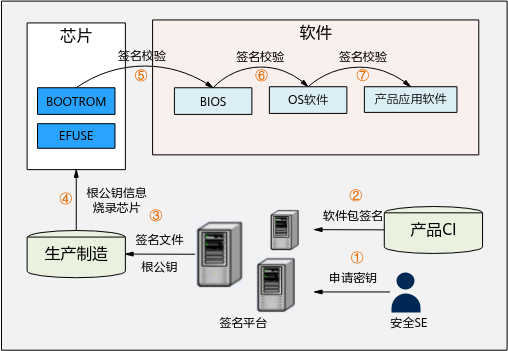 芯片
软件
签名校验
签名校验
签名校验
⑤
⑥
⑦
BOOTROM
BIOS
OS软件
产品应用软件
EFUSE
④
根公钥信息
烧录芯片
③
②
软件包签名
产品CI
生产制造
签名文件
根公钥
①
申请密钥
签名平台
安全SE